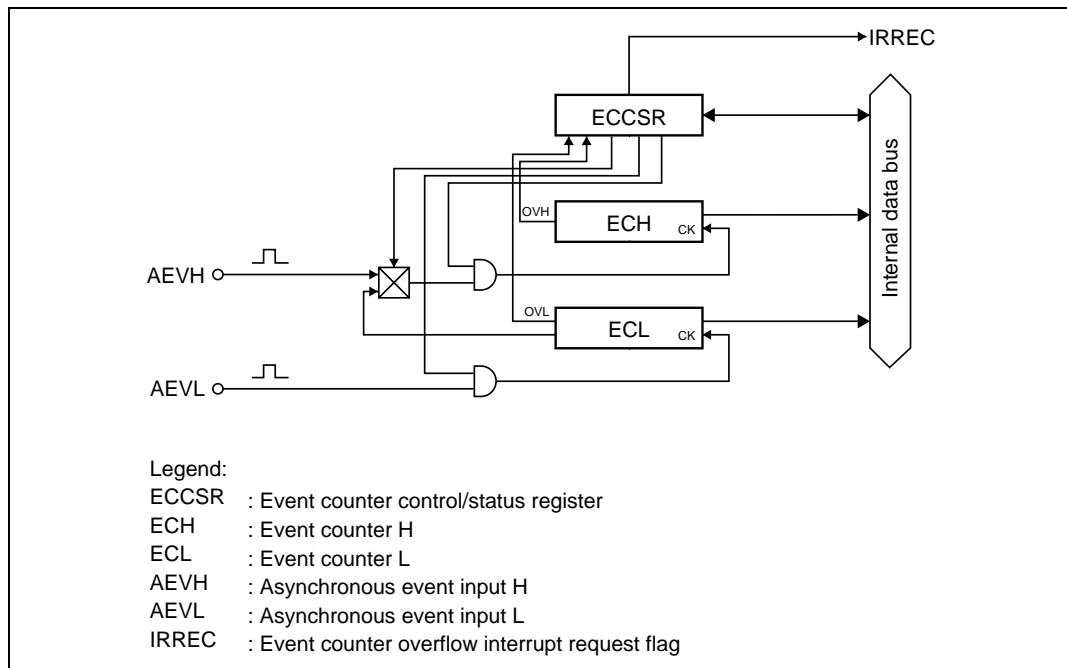 IRREC
ECCSR
Internal data bus
OVH
ECH
CK
AEVH
OVL
ECL
CK
AEVL
Legend:
ECCSR : Event counter control/status register
ECH : Event counter H
ECL : Event counter L
AEVH : Asynchronous event input H
AEVL : Asynchronous event input L
IRREC : Event counter overflow interrupt request flag